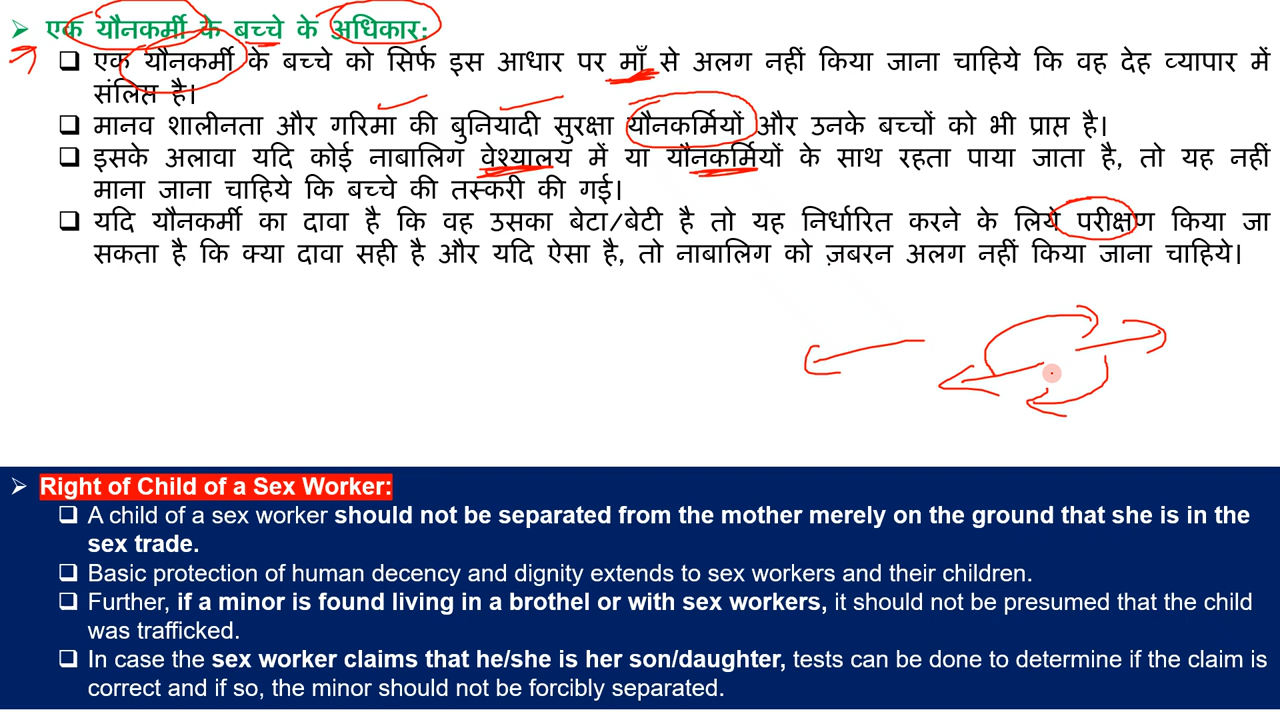 ➢ एक यौनकर्मी के बच्चे के अधिकार:
❑ एक यौनकर्मी के बच्चे को सिर्फ इस आधार पर माँ से अलग नहीं किया जाना चाहिये कि वह देह व्यापार में
संलिप्त है।
❑ मानव शालीनता और गरिमा की बुनियादी सुरक्षा यौनकर्मियों और उनके बच्चों को भी प्राप्त है।
❑ इसके अलावा यदि कोई नाबालिग वेश्यालय में या यौनकर्मियों के साथ रहता पाया जाता है, तो यह नहीं
माना जाना चाहिये कि बच्चे की तस्करी की गई।
❑ यदि यौनकर्मी का दावा है कि वह उसका बेटा/बेटी है तो यह निर्धारित करने के लिये परीक्षण किया जा
सकता है कि क्या दावा सही है और यदि ऐसा है, तो नाबालिग को ज़बरन अलग नहीं किया जाना चाहिये।
➢ Right of Child of a Sex Worker:
❑ A child of a sex worker should not be separated from the mother merely on the ground that she is in the
sex trade.
❑ Basic protection of human decency and dignity extends to sex workers and their children.
❑ Further, if a minor is found living in a brothel or with sex workers, it should not be presumed that the child
was trafficked.
❑ In case the sex worker claims that he/she is her son/daughter, tests can be done to determine if the claim is
correct and if so, the minor should not be forcibly separated.